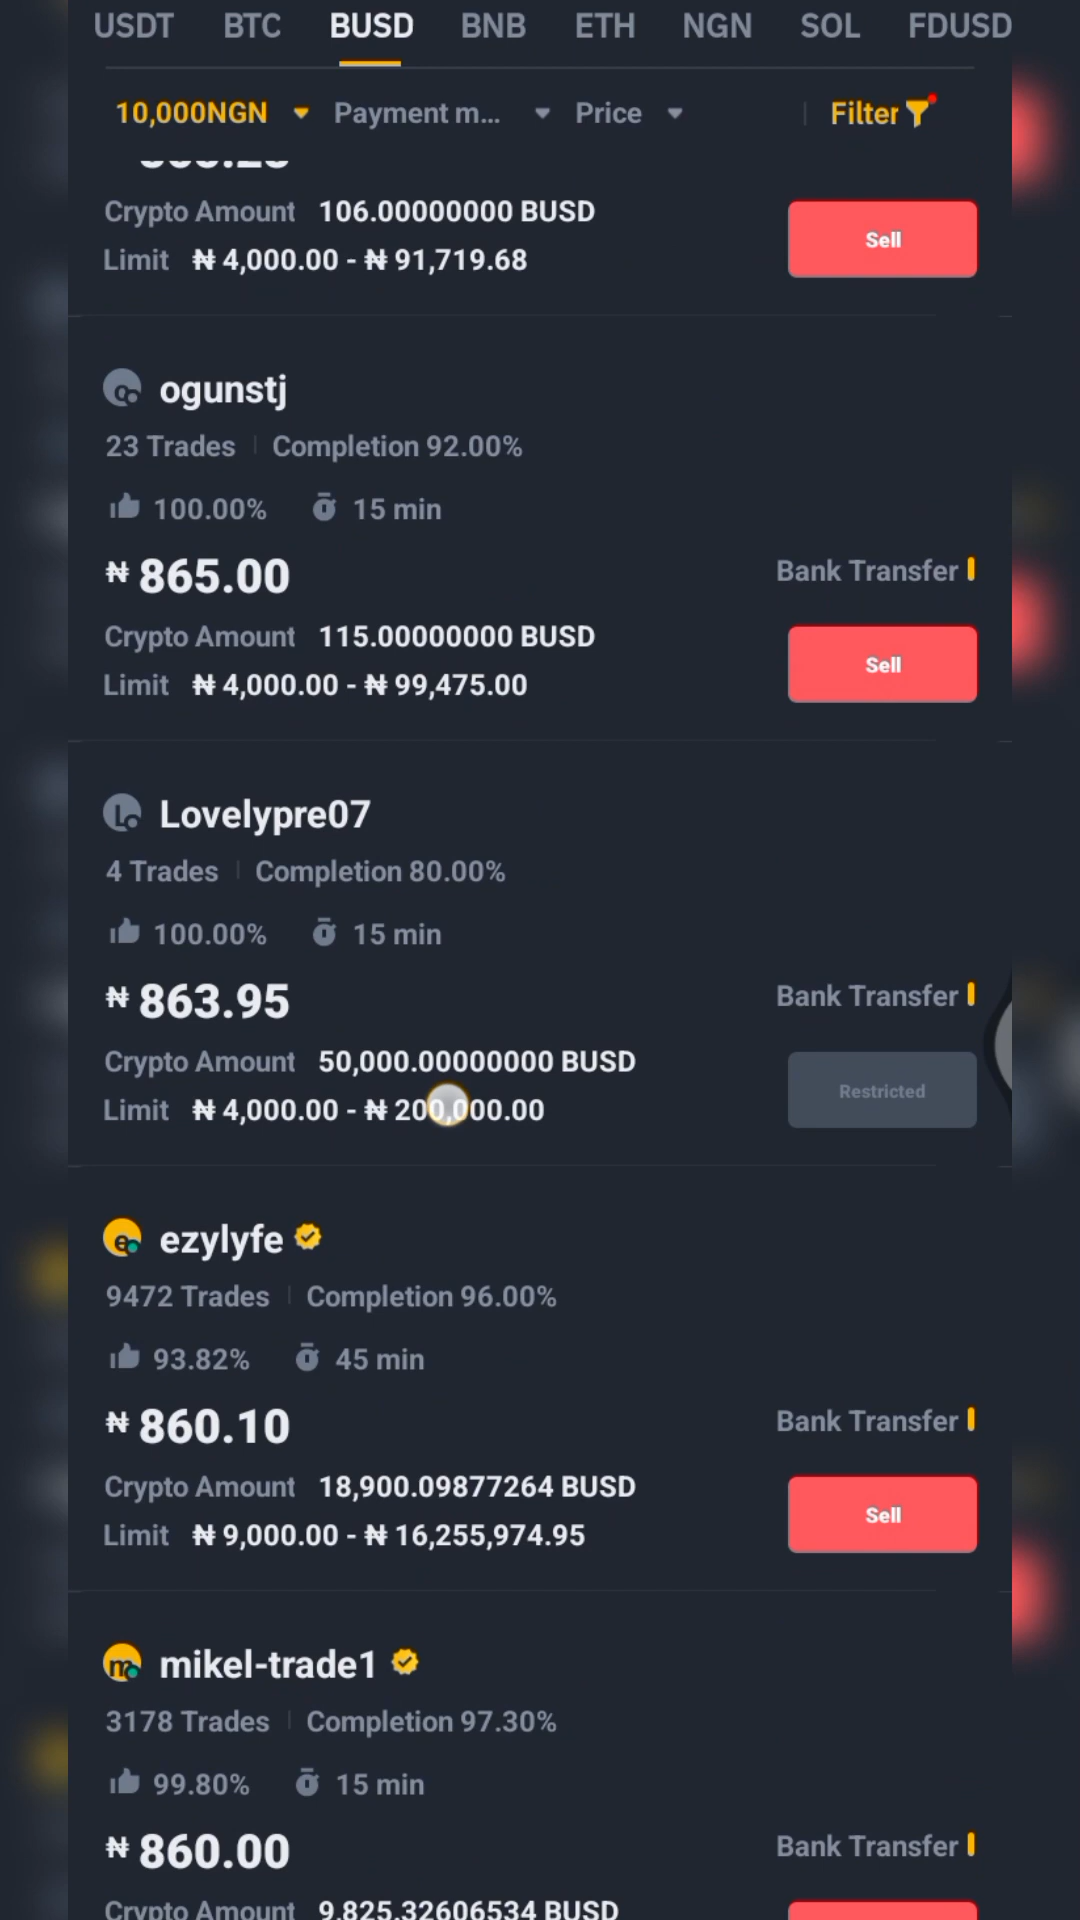 USDT BTC BUSD BNB ETH NGN SOL FDUSD
10,000NGN Payment m... Price Filter
Crypto Amount 106.00000000 BUSD
Sell
Limit ₦ 4,000.00 - ₦ 91,719.68
ogunstj
23 Trades Completion 92.00%
100.00% 15 min
₦ 865.00 Bank Transfer
Crypto Amount 115.00000000 BUSD
Sell
Limit ₦ 4,000.00 - ₦ 99,475.00
L Lovelypre07
4 Trades Completion 80.00%
100.00% 15 min
₦ 863.95 Bank Transfer
Crypto Amount 50,000.00000000 BUSD
Restricted
Limit ₦ 4,000.00 - ₦ 200,000.00
e ezylyfe
9472 Trades Completion 96.00%
93.82% 45 min
₦ 860.10 Bank Transfer
Crypto Amount 18,900.09877264 BUSD
Sell
Limit ₦ 9,000.00 - ₦ 16,255,974.95
m mikel-trade1
3178 Trades Completion 97.30%
99.80% 15 min
₦ 860.00 Bank Transfer
Crypto Amount 9,825.32606534 BUSD